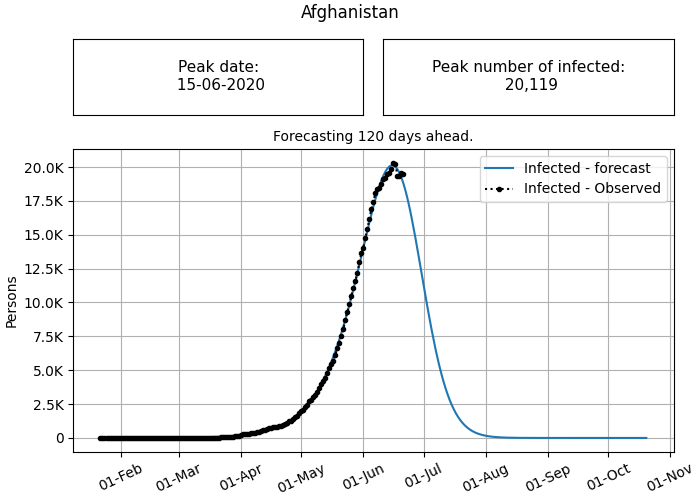 Afghanistan
Peak date:
15-06-2020
Peak number of infected:
20,119
Forecasting 120 days ahead.
Infected - forecast
Infected - Observed
Persons
20.0K
17.5K
15.0K
12.5K
10.0K
7.5K
5.0K
2.5K
0
01-Feb
01-Mar
01-Apr
01-May
01-Jun
01-Jul
01-Aug
01-Sep
01-Oct
01-Nov